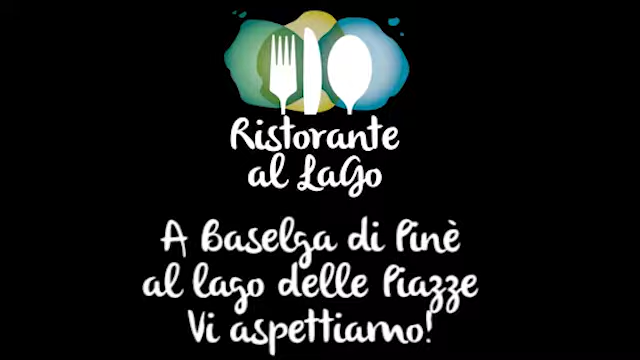 Ristorante
al LaGo
A Baselga di Pinè
al lago delle Piazze
Vi aspettiamo!